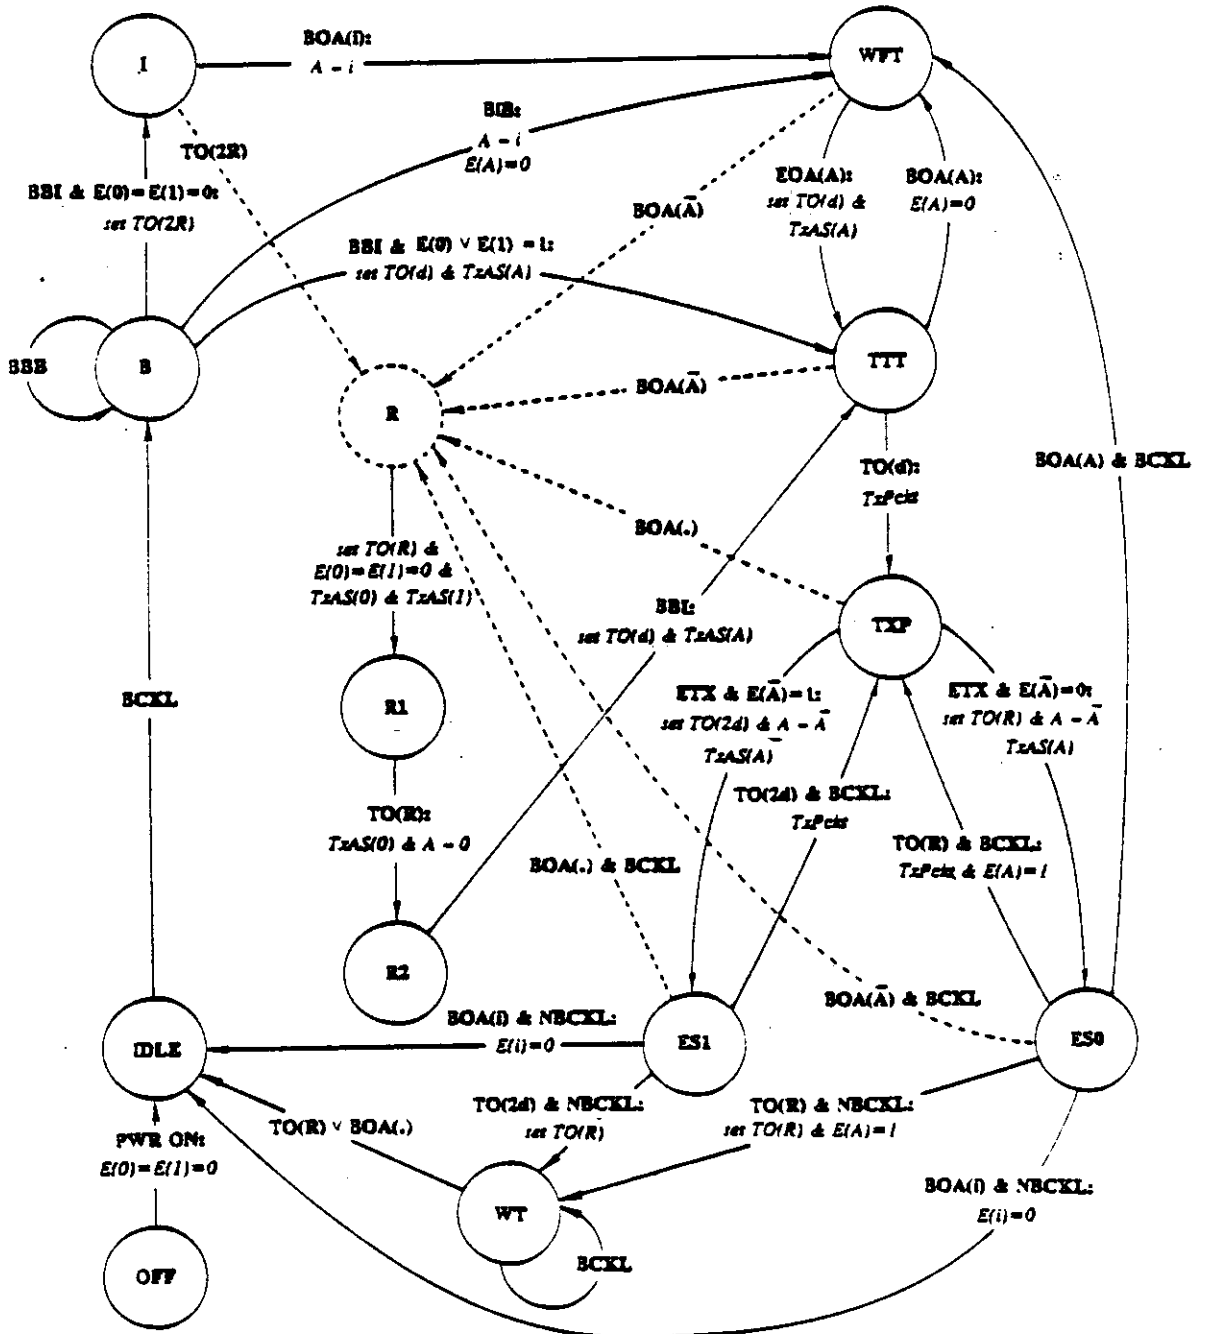 I
BOA(i):
A - i
WFT
BIB:
A - i
E(A)=0
TO(2R)
BBI & E(0)=E(1)=0:
set TO(2R)
BOA(Ā)
EOA(A):
set TO(d) &
TxAS(A)
BOA(A):
E(A)=0
BBI & E(0) ∨ E(1) =1:
set TO(d) & TxAS(A)
BBB
B
R
BOA(Ā)
TTT
TO(d):
TxPckt
BOA(A) & BCXL
BOA(.)
set TO(R) &
E(0)=E(1)=0 &
TxAS(0) & TxAS(1)
BBI:
set TO(d) & TxAS(A)
TXP
BCXL
R1
ETX & E(Ā)=1:
set TO(2d) & A - Ā
TxAS(A)
ETX & E(Ā)=0:
set TO(R) & A - Ā
TxAS(A)
TO(R):
TxAS(0) & A - 0
TO(2d) & BCXL:
TxPckt
TO(R) & BCXL:
TxPckt & E(A)=1
BOA(.) & BCXL
R2
BOA(Ā) & BCXL
IDLE
BOA(i) & NBCXL:
E(i)=0
ES1
ES0
TO(2d) & NBCXL:
set TO(R)
TO(R) & NBCXL:
set TO(R) & E(A)=1
TO(R) ∨ BOA(.)
PWR ON:
E(0)=E(1)=0
BOA(i) & NBCXL:
E(i)=0
WT
BCXL
OFF